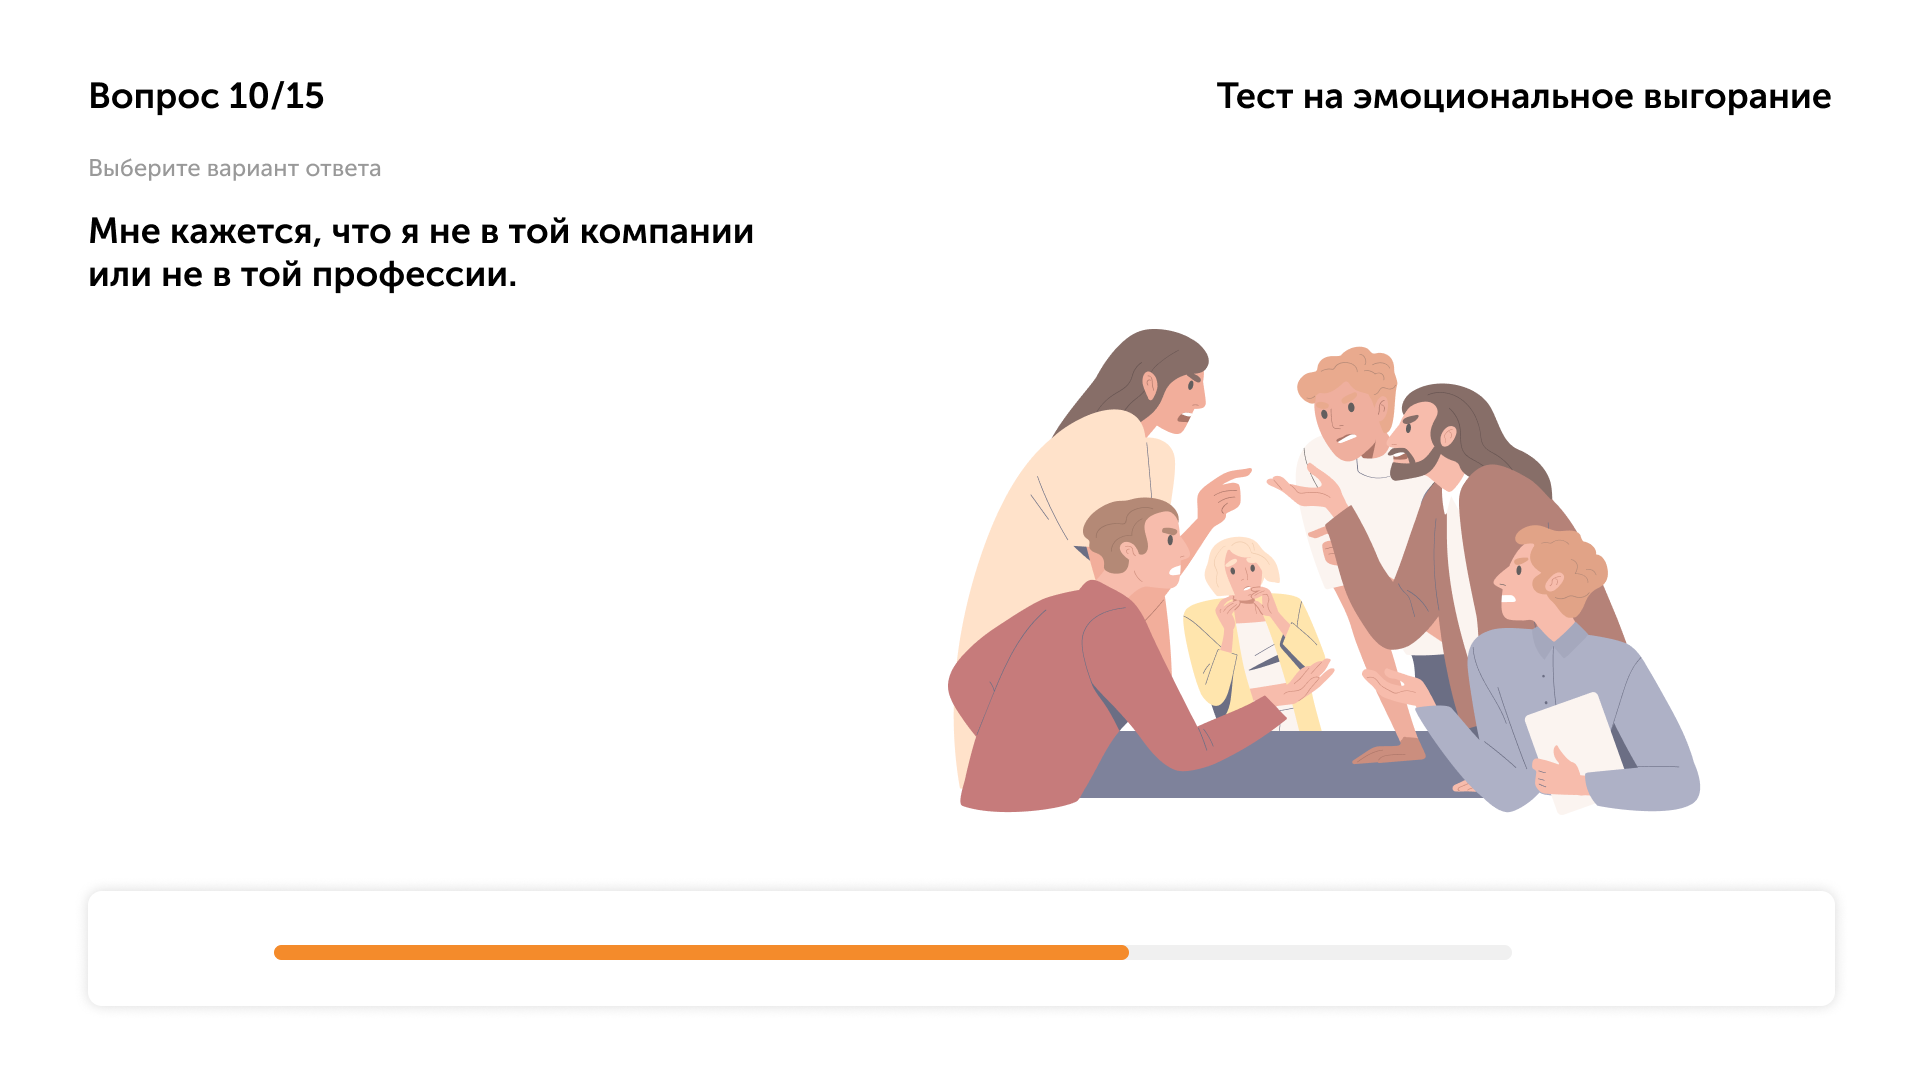 Вопрос 10/15
Тест на эмоциональное выгорание
Выберите вариант ответа
Мне кажется, что я не в той компании
или не в той профессии.